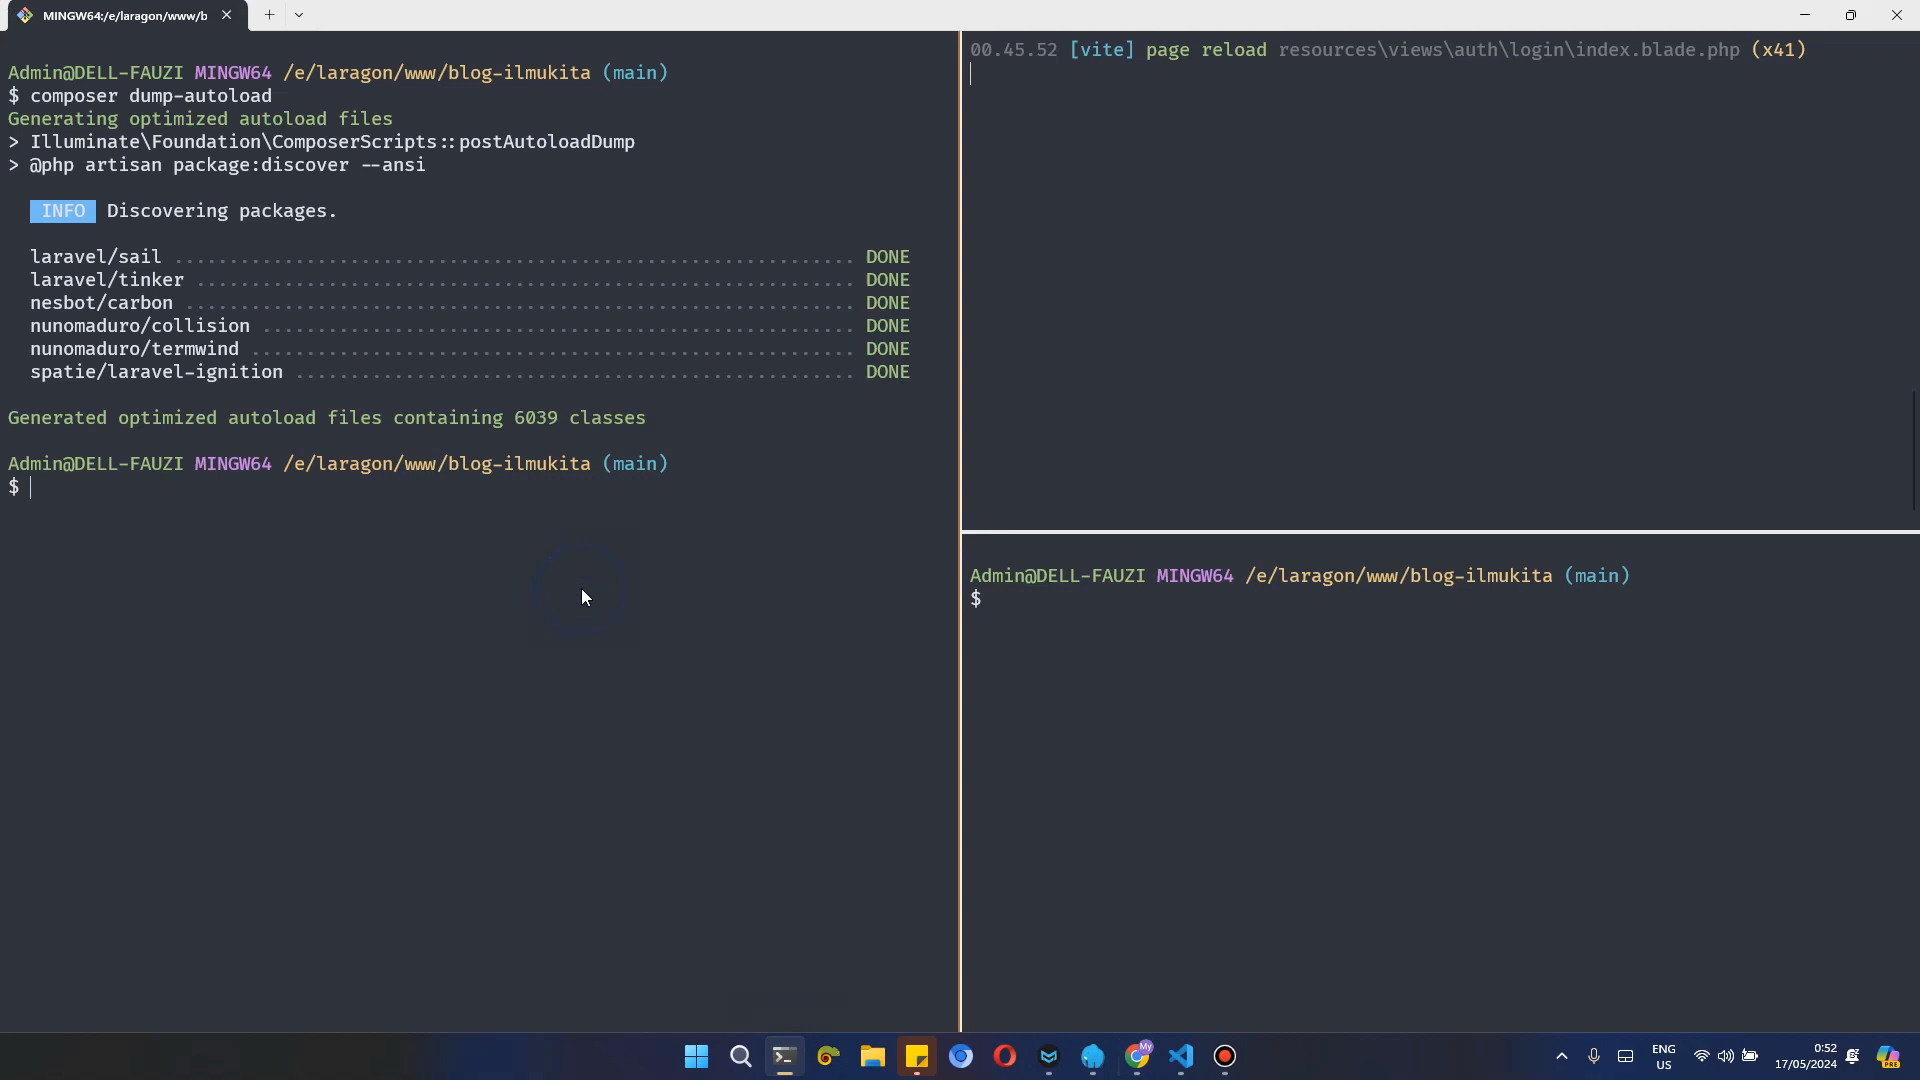 MINGW64:/e/laragon/www/b
Admin@DELL-FAUZI MINGW64 /e/laragon/www/blog-ilmukita (main)
$ composer dump-autoload
Generating optimized autoload files
> Illuminate\Foundation\ComposerScripts::postAutoloadDump
> @php artisan package:discover --ansi
INFO Discovering packages.
laravel/sail ............................................................. DONE
laravel/tinker ........................................................... DONE
nesbot/carbon ............................................................ DONE
nunomaduro/collision ..................................................... DONE
nunomaduro/termwind ...................................................... DONE
spatie/laravel-ignition .................................................. DONE
Generated optimized autoload files containing 6039 classes
Admin@DELL-FAUZI MINGW64 /e/laragon/www/blog-ilmukita (main)
$
00.45.52 [vite] page reload resources\views\auth\login\index.blade.php (x41)
Admin@DELL-FAUZI MINGW64 /e/laragon/www/blog-ilmukita (main)
$
My
ENG
US
0:52
17/05/2024
PRE